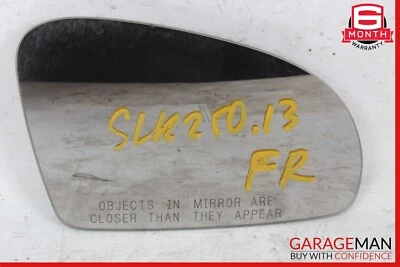 6
MONTH
WARRANTY
SLK250.13
FR
OBJECTS IN MIRROR ARE
CLOSER THAN THEY APPEAR
GARAGEMAN
Buy With Confidence